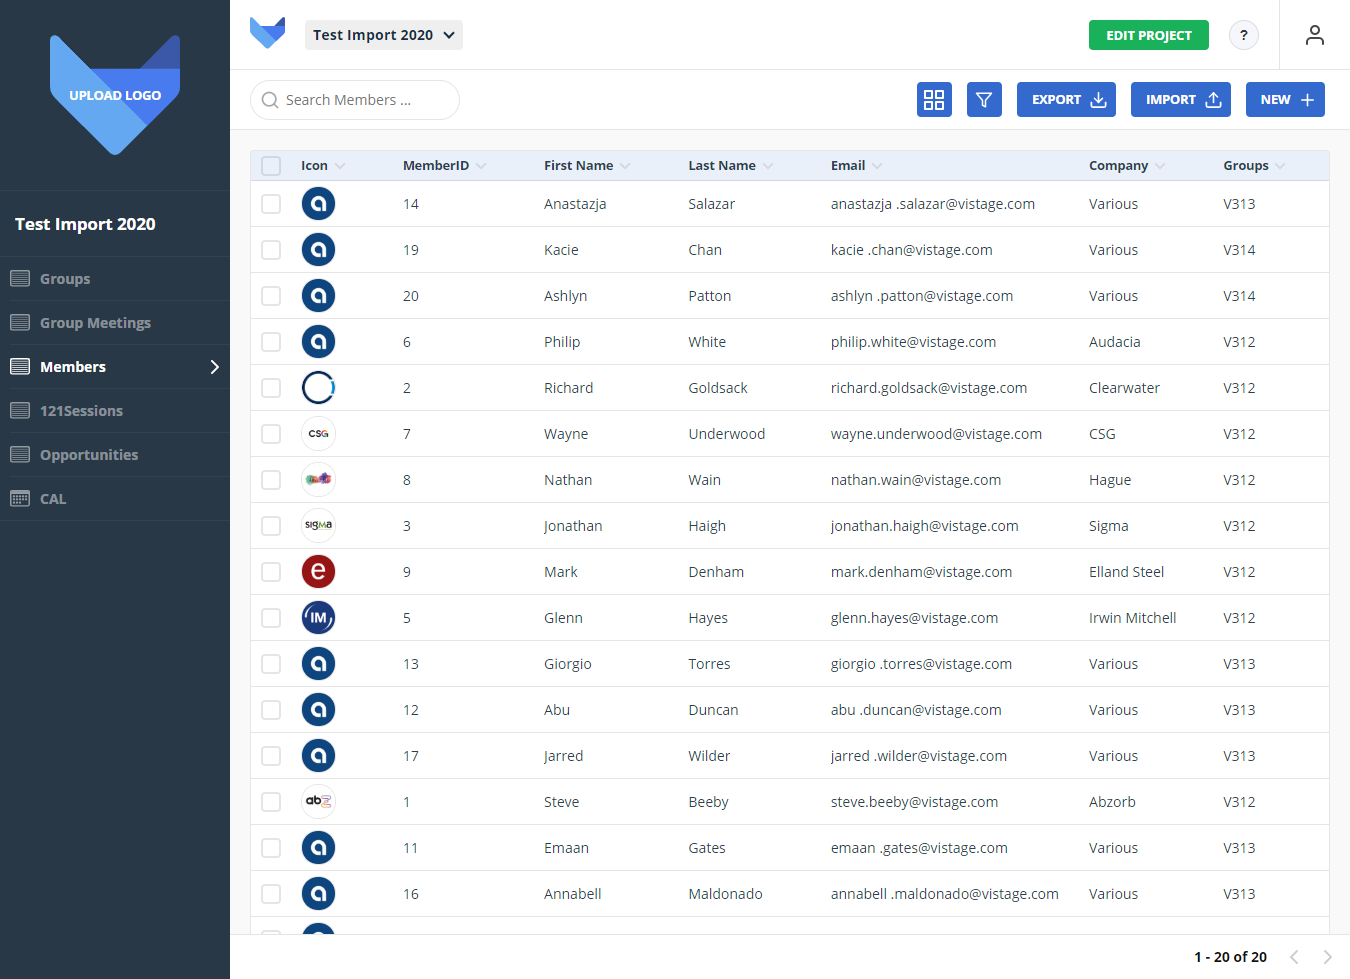 UPLOAD LOGO
Test Import 2020
Groups
Group Meetings
Members
121Sessions
Opportunities
CAL
Test Import 2020
EDIT PROJECT
?
Search Members ...
EXPORT
IMPORT
NEW
Icon MemberID First Name Last Name Email Company Groups
a 14 Anastazja Salazar anastazja .salazar@vistage.com Various V313
a 19 Kacie Chan kacie .chan@vistage.com Various V314
a 20 Ashlyn Patton ashlyn .patton@vistage.com Various V314
a 6 Philip White philip.white@vistage.com Audacia V312
2 Richard Goldsack richard.goldsack@vistage.com Clearwater V312
CSG 7 Wayne Underwood wayne.underwood@vistage.com CSG V312
8 Nathan Wain nathan.wain@vistage.com Hague V312
sigma 3 Jonathan Haigh jonathan.haigh@vistage.com Sigma V312
e 9 Mark Denham mark.denham@vistage.com Elland Steel V312
IM 5 Glenn Hayes glenn.hayes@vistage.com Irwin Mitchell V312
a 13 Giorgio Torres giorgio .torres@vistage.com Various V313
a 12 Abu Duncan abu .duncan@vistage.com Various V313
a 17 Jarred Wilder jarred .wilder@vistage.com Various V313
abz 1 Steve Beeby steve.beeby@vistage.com Abzorb V312
a 11 Emaan Gates emaan .gates@vistage.com Various V313
a 16 Annabell Maldonado annabell .maldonado@vistage.com Various V313
1 - 20 of 20